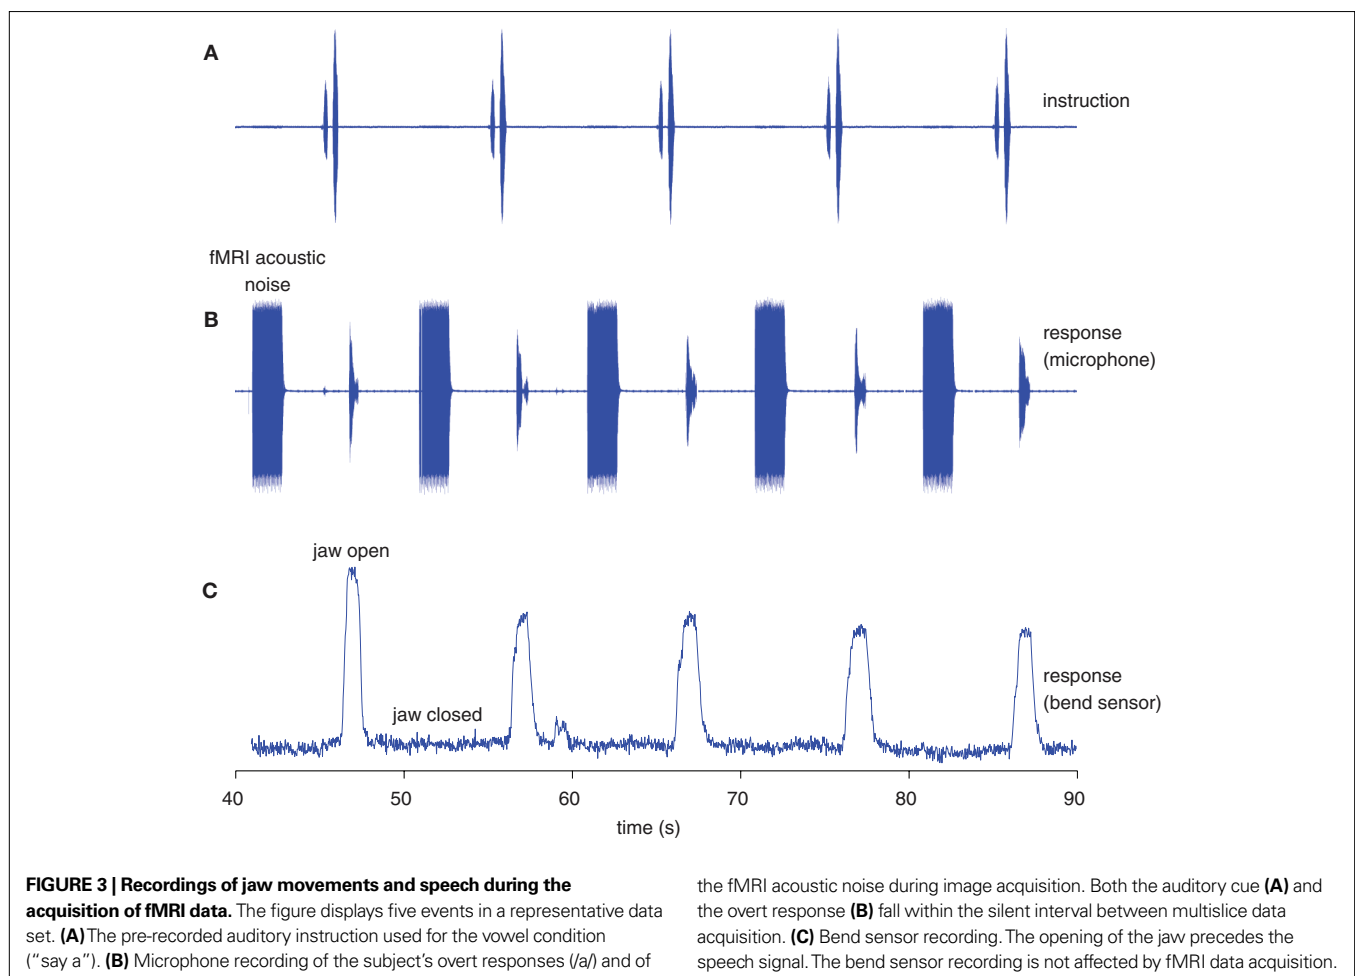 A
instruction
fMRI acoustic
noise
B
response
(microphone)
jaw open
C
jaw closed
response
(bend sensor)
40 50 60 70 80 90
time (s)
FIGURE 3 | Recordings of jaw movements and speech during the
acquisition of fMRI data. The figure displays five events in a representative data
set. (A) The pre-recorded auditory instruction used for the vowel condition
(“say a”). (B) Microphone recording of the subject’s overt responses (/a/) and of
the fMRI acoustic noise during image acquisition. Both the auditory cue (A) and
the overt response (B) fall within the silent interval between multislice data
acquisition. (C) Bend sensor recording. The opening of the jaw precedes the
speech signal. The bend sensor recording is not affected by fMRI data acquisition.